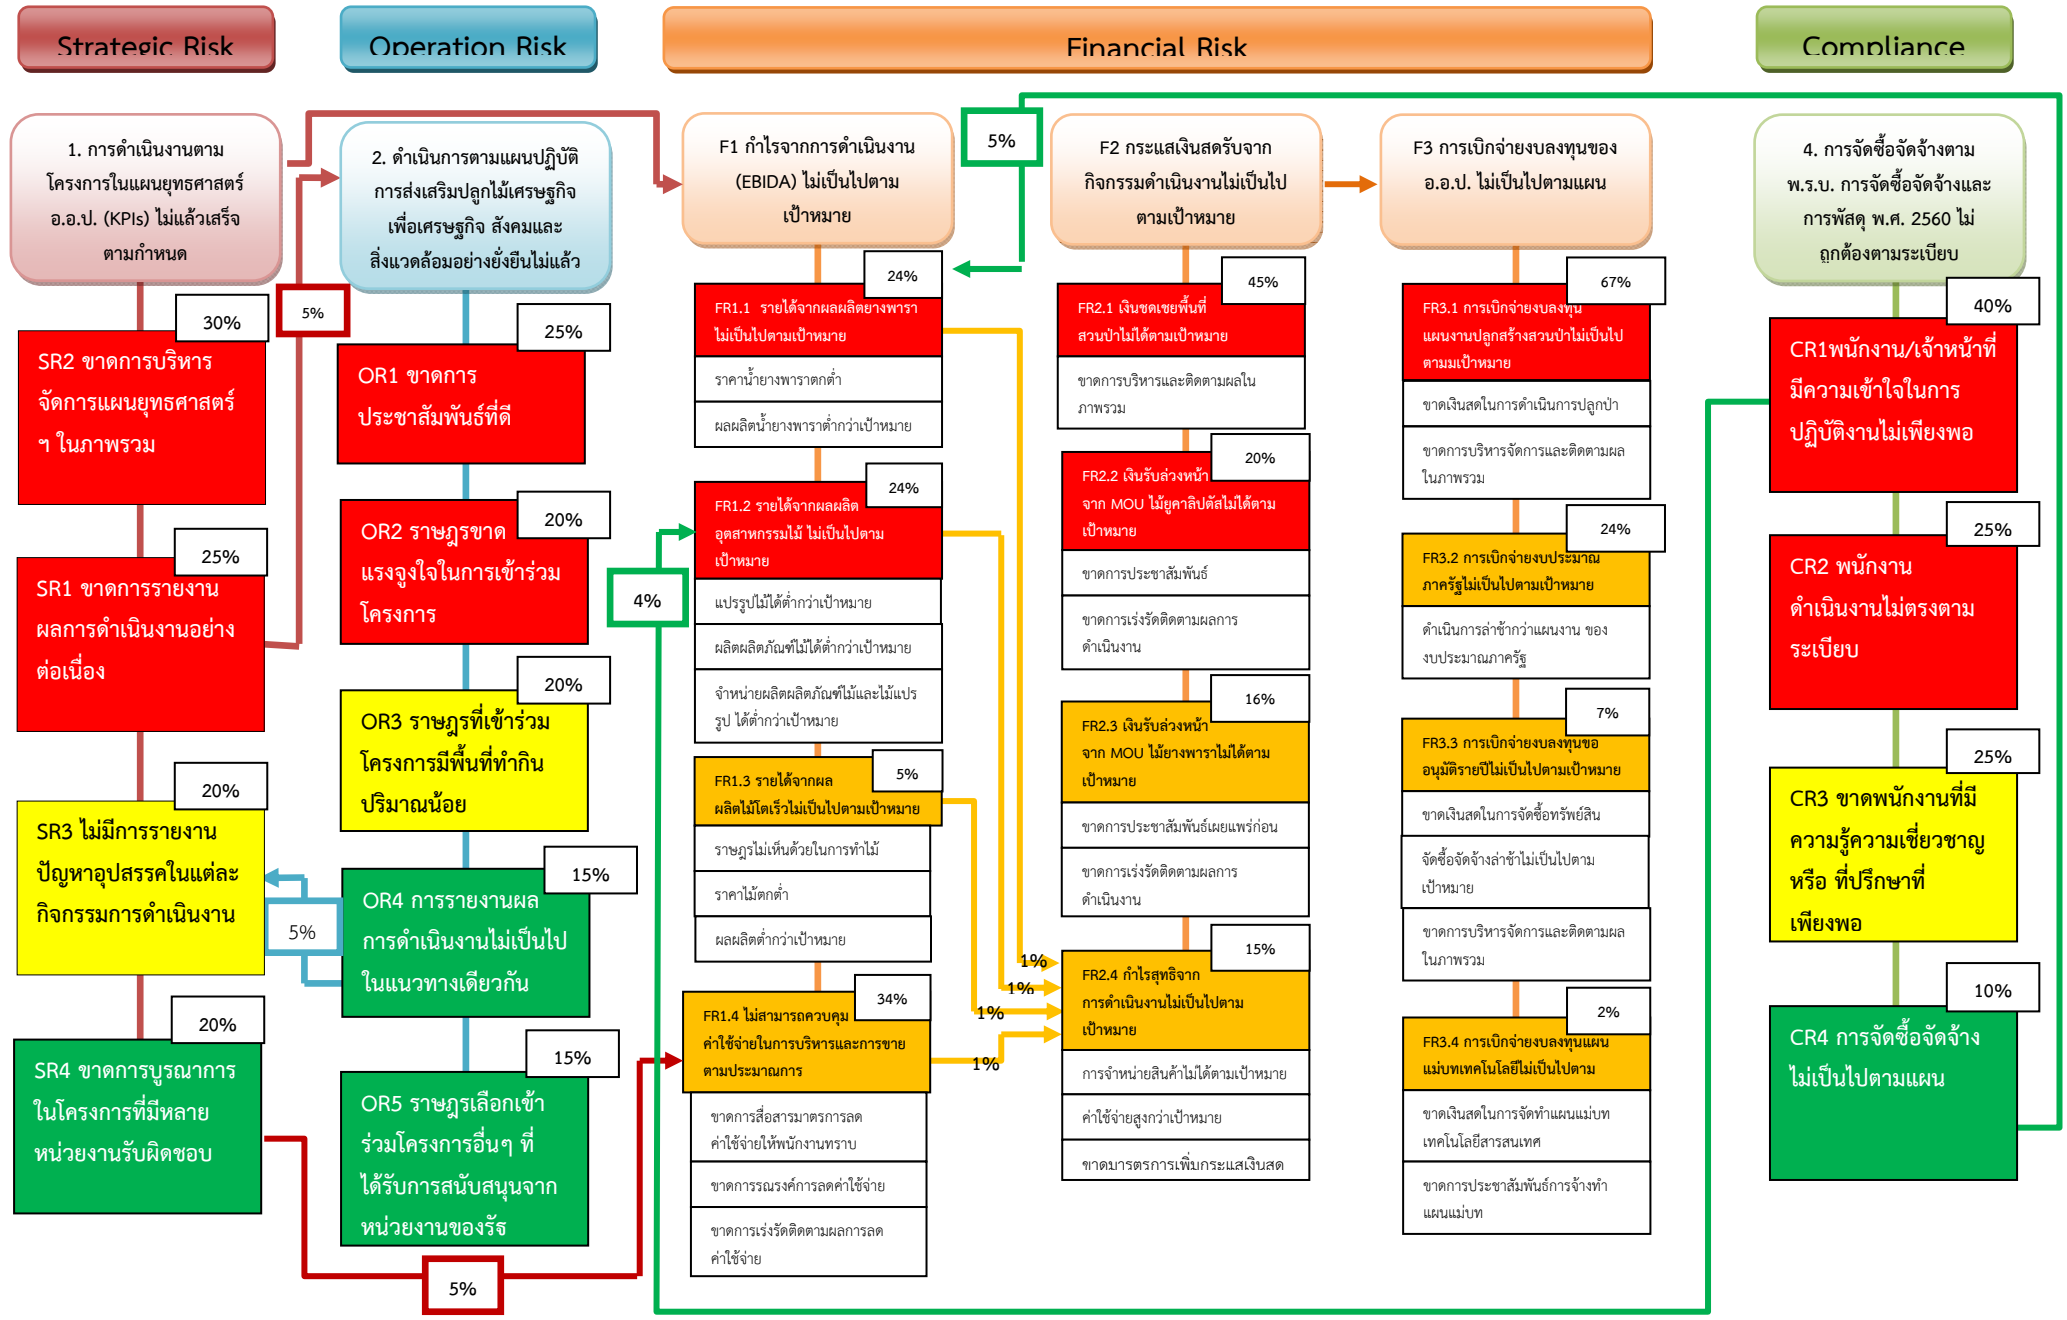 Strategic Risk
Operation Risk
Financial Risk
Compliance
1. การดำเนินงานตาม
โครงการในแผนยุทธศาสตร์
อ.อ.ป. (KPIs) ไม่แล้วเสร็จ
ตามกำหนด
30%
SR2 ขาดการบริหาร
จัดการแผนยุทธศาสตร์
ฯ ในภาพรวม
25%
SR1 ขาดการรายงาน
ผลการดำเนินงานอย่าง
ต่อเนื่อง
20%
SR3 ไม่มีการรายงาน
ปัญหาอุปสรรคในแต่ละ
กิจกรรมการดำเนินงาน
20%
SR4 ขาดการบูรณาการ
ในโครงการที่มีหลาย
หน่วยงานรับผิดชอบ
5%
5%
5%
2. ดำเนินการตามแผนปฏิบัติ
การส่งเสริมปลูกไม้เศรษฐกิจ
เพื่อเศรษฐกิจ สังคมและ
สิ่งแวดล้อมอย่างยั่งยืนไม่แล้ว
25%
OR1 ขาดการ
ประชาสัมพันธ์ที่ดี
20%
OR2 ราษฎรขาด
แรงจูงใจในการเข้าร่วม
โครงการ
20%
OR3 ราษฎรที่เข้าร่วม
โครงการมีพื้นที่ทำกิน
ปริมาณน้อย
15%
OR4 การรายงานผล
การดำเนินงานไม่เป็นไป
ในแนวทางเดียวกัน
15%
OR5 ราษฎรเลือกเข้า
ร่วมโครงการอื่นๆ ที่
ได้รับการสนับสนุนจาก
หน่วยงานของรัฐ
4%
5%
F1 กำไรจากการดำเนินงาน
(EBIDA) ไม่เป็นไปตาม
เป้าหมาย
24%
FR1.1 รายได้จากผลผลิตยางพารา
ไม่เป็นไปตามเป้าหมาย
ราคาน้ำยางพาราตกต่ำ
ผลผลิตน้ำยางพาราต่ำกว่าเป้าหมาย
24%
FR1.2 รายได้จากผลผลิต
อุตสาหกรรมไม้ ไม่เป็นไปตาม
เป้าหมาย
แปรรูปไม้ได้ต่ำกว่าเป้าหมาย
ผลิตผลิตภัณฑ์ไม้ได้ต่ำกว่าเป้าหมาย
จำหน่ายผลิตผลิตภัณฑ์ไม้และไม้แปร
รูป ได้ต่ำกว่าเป้าหมาย
5%
FR1.3 รายได้จากผล
ผลิตไม้โตเร็วไม่เป็นไปตามเป้าหมาย
ราษฎรไม่เห็นด้วยในการทำไม้
ราคาไม้ตกต่ำ
ผลผลิตต่ำกว่าเป้าหมาย
34%
FR1.4 ไม่สามารถควบคุม
ค่าใช้จ่ายในการบริหารและการขาย
ตามประมาณการ
ขาดการสื่อสารมาตรการลด
ค่าใช้จ่ายให้พนักงานทราบ
ขาดการรณรงค์การลดค่าใช้จ่าย
ขาดการเร่งรัดติดตามผลการลด
ค่าใช้จ่าย
1%
1%
1%
1%
F2 กระแสเงินสดรับจาก
กิจกรรมดำเนินงานไม่เป็นไป
ตามเป้าหมาย
45%
FR2.1 เงินชดเชยพื้นที่
สวนป่าไม่ได้ตามเป้าหมาย
ขาดการบริหารและติดตามผลใน
ภาพรวม
20%
FR2.2 เงินรับล่วงหน้า
จาก MOU ไม้ยูคาลิปตัสไม่ได้ตาม
เป้าหมาย
ขาดการประชาสัมพันธ์
ขาดการเร่งรัดติดตามผลการ
ดำเนินงาน
16%
FR2.3 เงินรับล่วงหน้า
จาก MOU ไม้ยางพาราไม่ได้ตาม
เป้าหมาย
ขาดการประชาสัมพันธ์เผยแพร่ก่อน
ขาดการเร่งรัดติดตามผลการ
ดำเนินงาน
15%
FR2.4 กำไรสุทธิจาก
การดำเนินงานไม่เป็นไปตาม
เป้าหมาย
การจำหน่ายสินค้าไม่ได้ตามเป้าหมาย
ค่าใช้จ่ายสูงกว่าเป้าหมาย
ขาดมารตรการเพิ่มกระแสเงินสด
F3 การเบิกจ่ายงบลงทุนของ
อ.อ.ป. ไม่เป็นไปตามแผน
67%
FR3.1 การเบิกจ่ายงบลงทุน
แผนงานปลูกสร้างสวนป่าไม่เป็นไป
ตามมเป้าหมาย
ขาดเงินสดในการดำเนินการปลูกป่า
ขาดการบริหารจัดการและติดตามผล
ในภาพรวม
24%
FR3.2 การเบิกจ่ายงบประมาณ
ภาครัฐไม่เป็นไปตามเป้าหมาย
ดำเนินการล่าช้ากว่าแผนงาน ของ
งบประมาณภาครัฐ
7%
FR3.3 การเบิกจ่ายงบลงทุนขอ
อนุมัติรายปีไม่เป็นไปตามเป้าหมาย
ขาดเงินสดในการจัดซื้อทรัพย์สิน
จัดซื้อจัดจ้างล่าช้าไม่เป็นไปตาม
เป้าหมาย
ขาดการบริหารจัดการและติดตามผล
ในภาพรวม
2%
FR3.4 การเบิกจ่ายงบลงทุนแผน
แม่บทเทคโนโลยีไม่เป็นไปตาม
ขาดเงินสดในการจัดทำแผนแม่บท
เทคโนโลยีสารสนเทศ
ขาดการประชาสัมพันธ์การจ้างทำ
แผนแม่บท
4. การจัดซื้อจัดจ้างตาม
พ.ร.บ. การจัดซื้อจัดจ้างและ
การพัสดุ พ.ศ. 2560 ไม่
ถูกต้องตามระเบียบ
40%
CR1พนักงาน/เจ้าหน้าที่
มีความเข้าใจในการ
ปฏิบัติงานไม่เพียงพอ
25%
CR2 พนักงาน
ดำเนินงานไม่ตรงตาม
ระเบียบ
25%
CR3 ขาดพนักงานที่มี
ความรู้ความเชี่ยวชาญ
หรือ ที่ปรึกษาที่
เพียงพอ
10%
CR4 การจัดซื้อจัดจ้าง
ไม่เป็นไปตามแผน